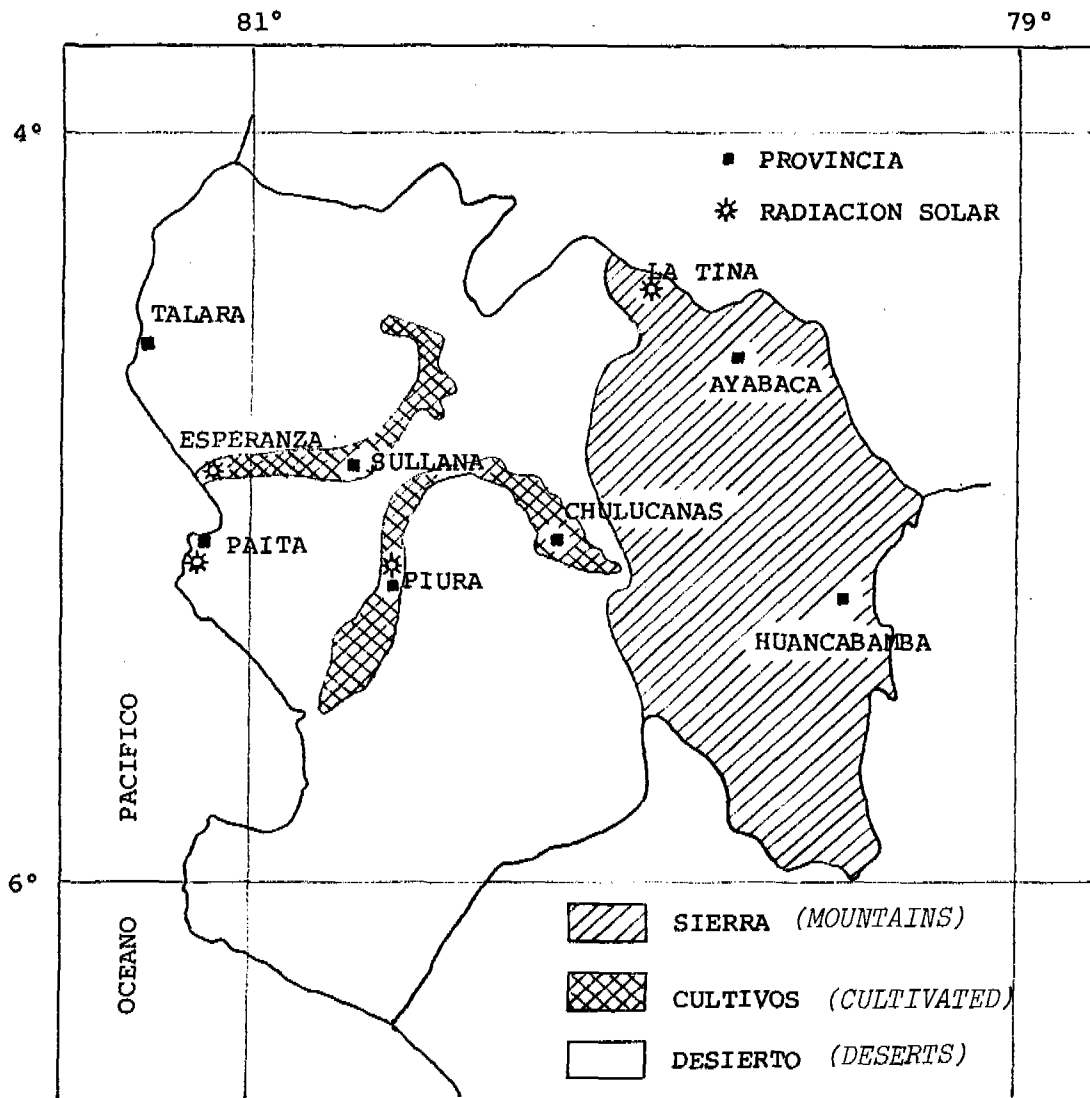 81° 79°
4°
PROVINCIA
RADIACION SOLAR
LA TINA
TALARA
AYABACA
ESPERANZA
SULLANA
CHULUCANAS
PAITA
PIURA
HUANCABAMBA
OCEANO PACIFICO
6°
SIERRA (MOUNTAINS)
CULTIVOS (CULTIVATED)
DESIERTO (DESERTS)